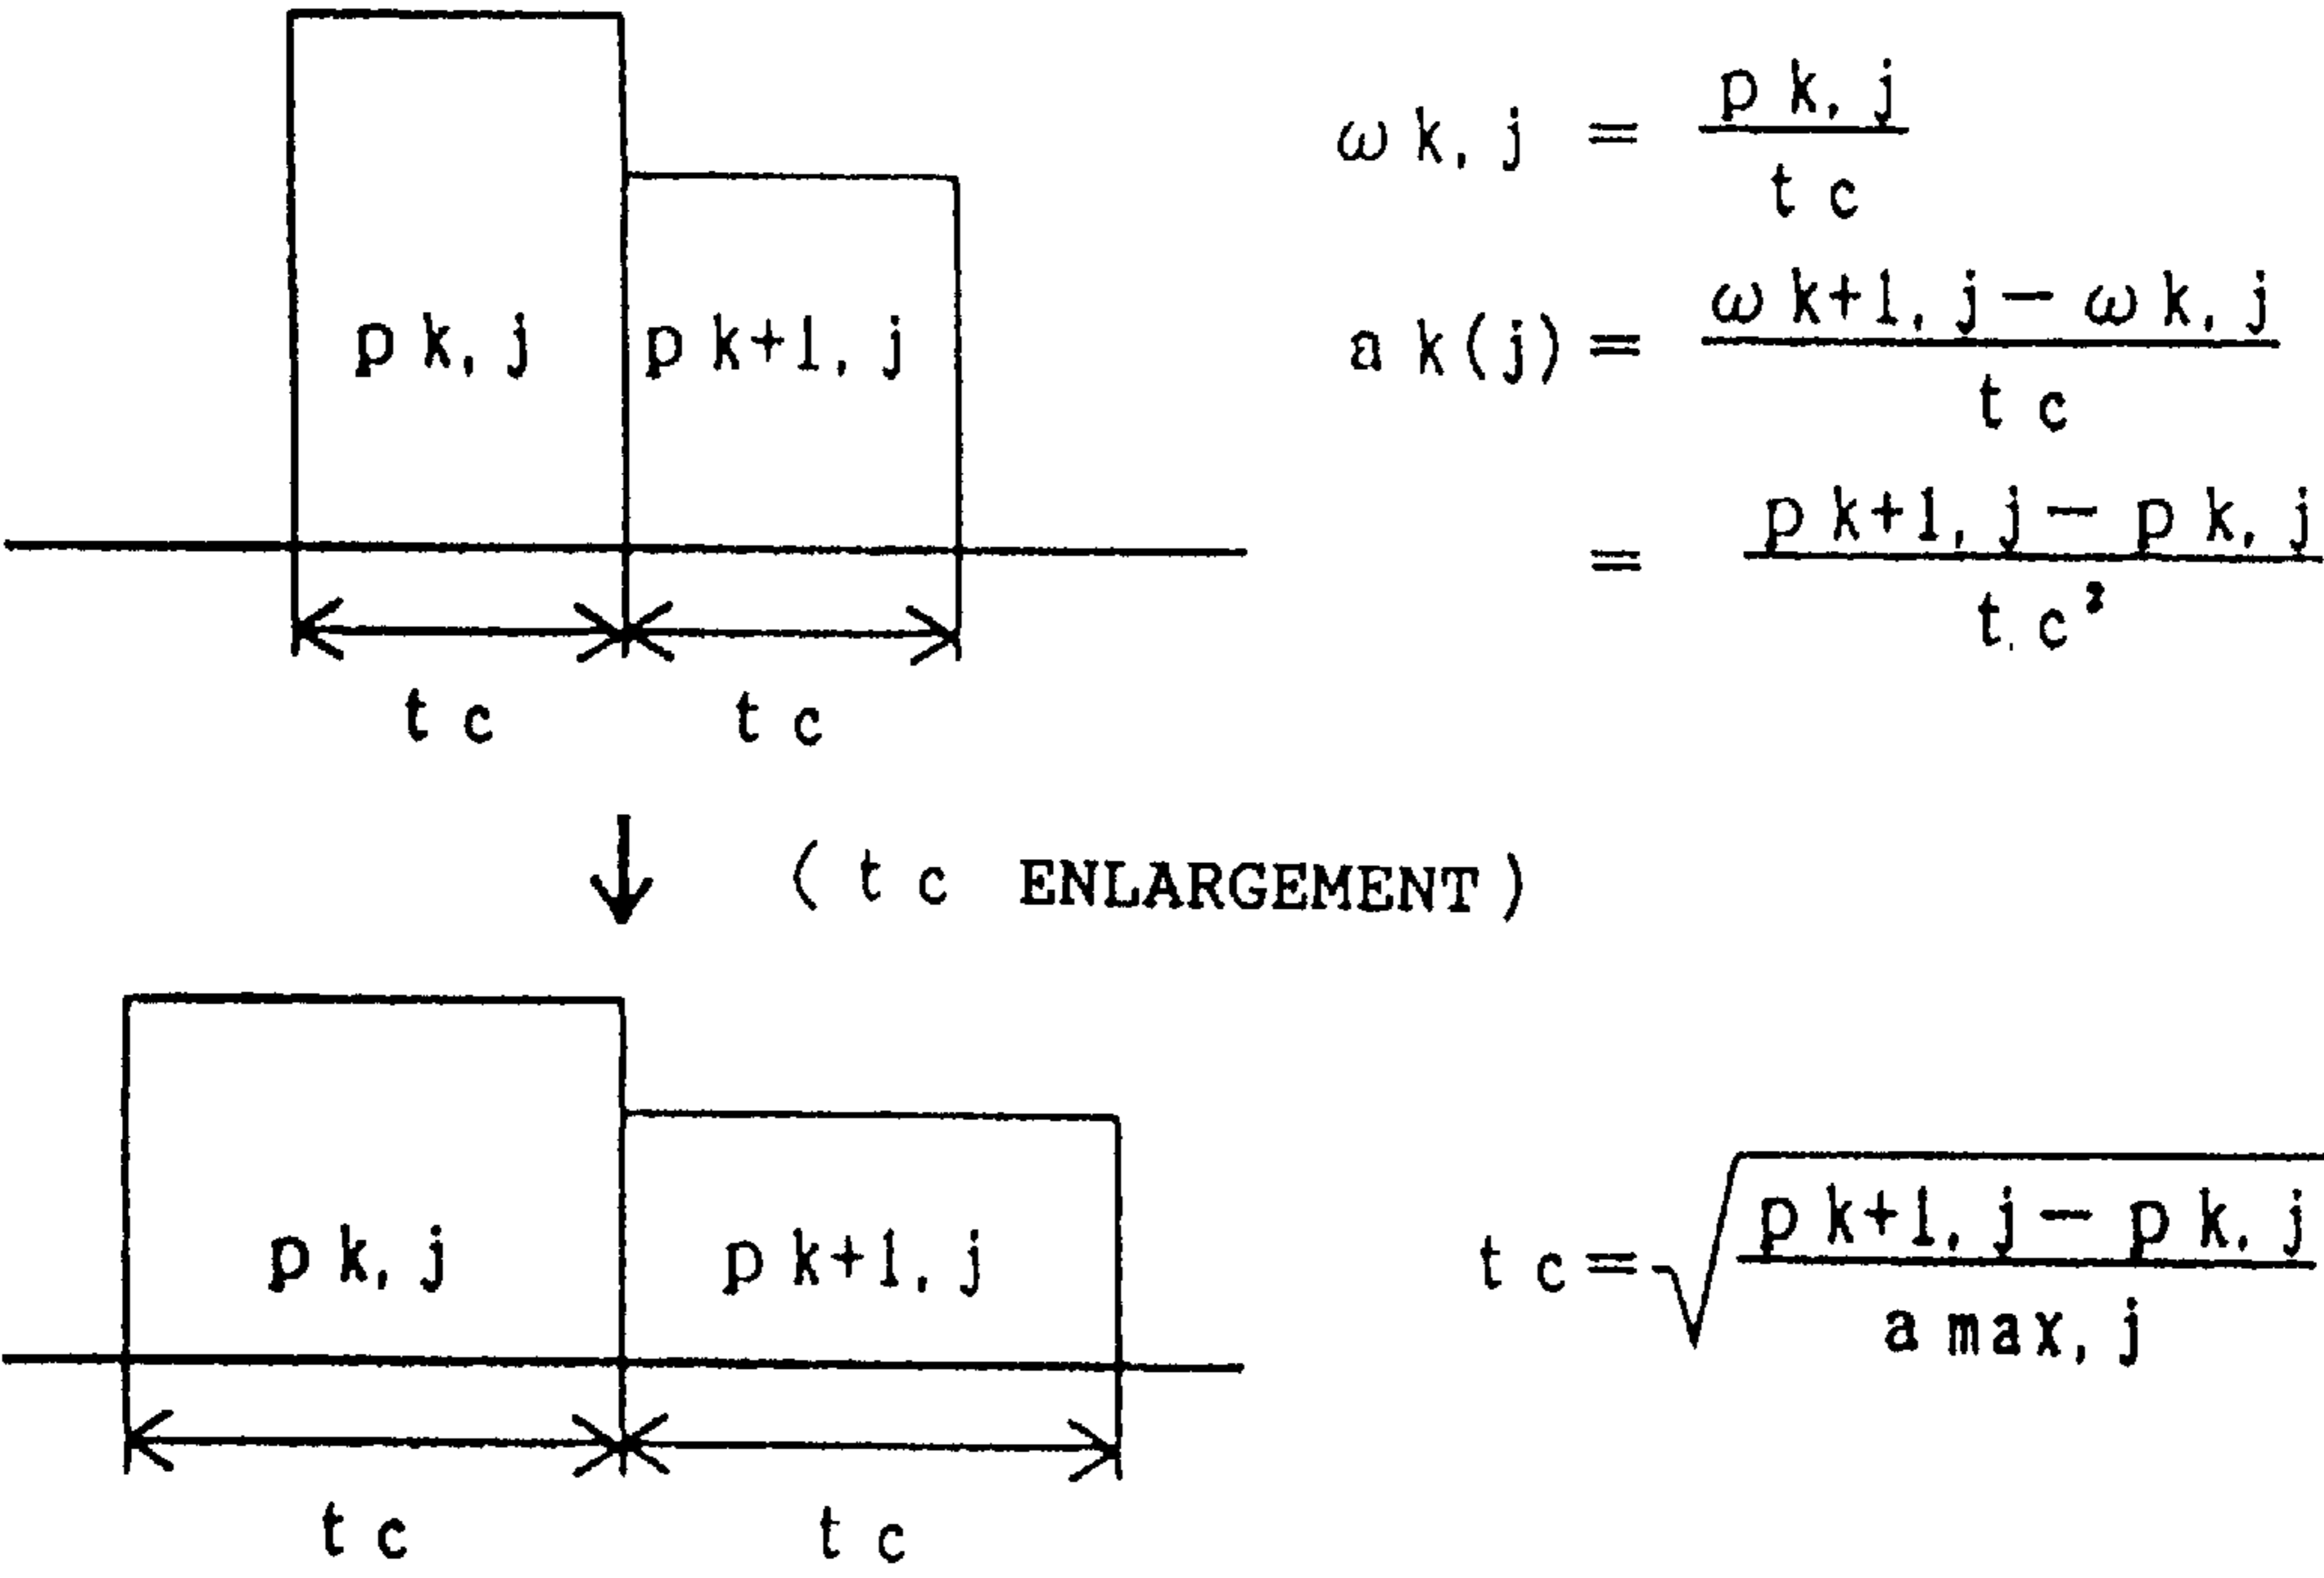 ω k, j = p k, j / t c
p k, j p k+1, j
a k(j) = ω k+1, j − ω k, j / t c
= p k+1, j − p k, j / t c²
t c t c
( t c ENLARGEMENT )
p k, j p k+1, j
t c = √ p k+1, j − p k, j / a max, j
t c t c